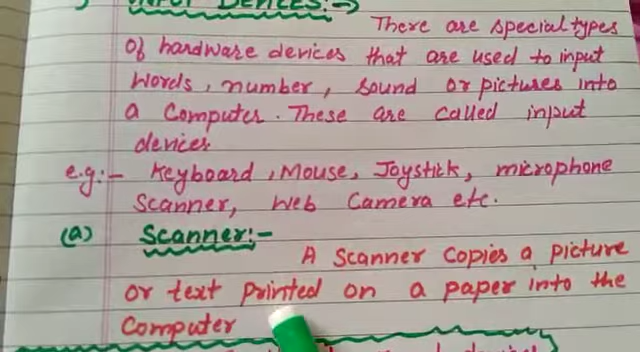 INPUT DEVICES:→
There are special types
of hardware devices that are used to input
words, number, sound or pictures into
a Computer. These are called input
devices.
e.g:- Keyboard, Mouse, Joystick, microphone
Scanner, Web Camera etc.
(a) Scanner:-
A Scanner copies a picture
or text printed on a paper into the
Computer